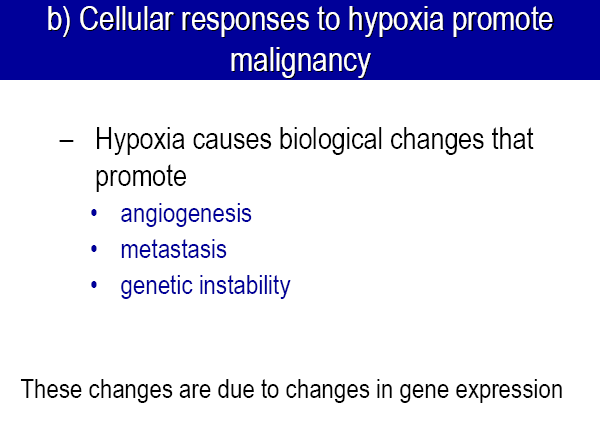 b) Cellular responses to hypoxia promote
malignancy
– Hypoxia causes biological changes that
promote
• angiogenesis
• metastasis
• genetic instability
These changes are due to changes in gene expression